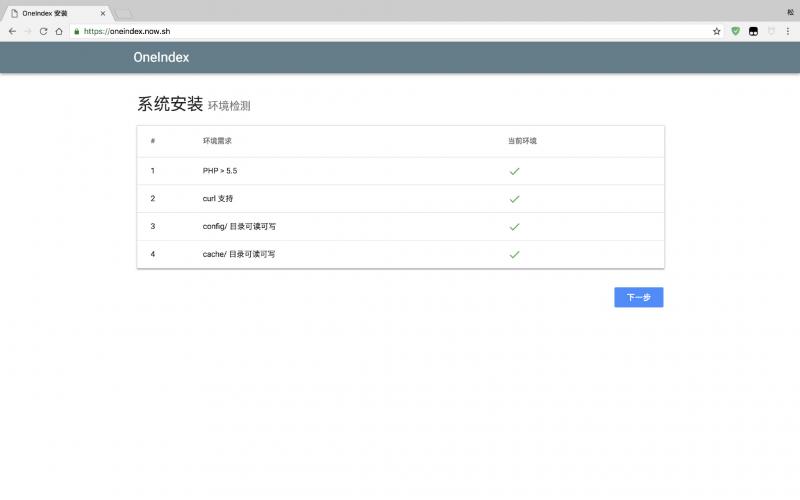 OneIndex 安装
松
https://oneindex.now.sh
OneIndex
系统安装 环境检测
# 环境需求 当前环境
1 PHP > 5.5
2 curl 支持
3 config/ 目录可读可写
4 cache/ 目录可读可写
下一步